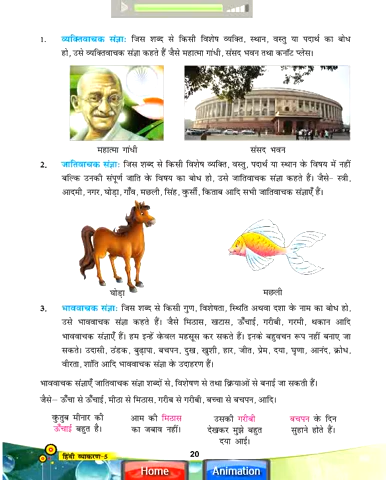 1. व्यक्तिवाचक संज्ञा: जिस शब्द से किसी विशेष व्यक्ति, स्थान, वस्तु या पदार्थ का बोध
हो, उसे व्यक्तिवाचक संज्ञा कहते हैं जैसे महात्मा गांधी, संसद भवन तथा कनॉट प्लेस।
महात्मा गांधी
संसद भवन
2. जातिवाचक संज्ञा: जिस शब्द से किसी विशेष व्यक्ति, वस्तु, पदार्थ या स्थान के विषय में नहीं
बल्कि उनकी संपूर्ण जाति के विषय का बोध हो, उसे जातिवाचक संज्ञा कहते हैं। जैसे- स्त्री,
आदमी, नगर, घोड़ा, गाँव, मछली, सिंह, कुर्सी, किताब आदि सभी जातिवाचक संज्ञाएँ हैं।
घोड़ा
मछली
3. भाववाचक संज्ञा: जिस शब्द से किसी गुण, विशेषता, स्थिति अथवा दशा के नाम का बोध हो,
उसे भाववाचक संज्ञा कहते हैं। जैसे मिठास, खटास, ऊँचाई, गरीबी, गरमी, थकान आदि
भाववाचक संज्ञाएँ हैं। हम इन्हें केवल महसूस कर सकते हैं। इनके बहुवचन रूप नहीं बनाए जा
सकते। उदासी, ठंडक, बुढ़ापा, बचपन, दुख, खुशी, हार, जीत, प्रेम, दया, घृणा, आनंद, क्रोध,
वीरता, शांति आदि भाववाचक संज्ञा के उदाहरण हैं।
भाववाचक संज्ञाएँ जातिवाचक संज्ञा शब्दों से, विशेषण से तथा क्रियाओं से बनाई जा सकती हैं।
जैसे- ऊँचा से ऊँचाई, मीठा से मिठास, गरीब से गरीबी, बच्चा से बचपन, आदि।
कुतुब मीनार की
ऊँचाई बहुत है।
आम की मिठास
का जबाव नहीं।
उसकी गरीबी
देखकर मुझे बहुत
दया आई।
बचपन के दिन
सुहाने होते हैं।
हिंदी व्याकरण-5
20
Home
Animation